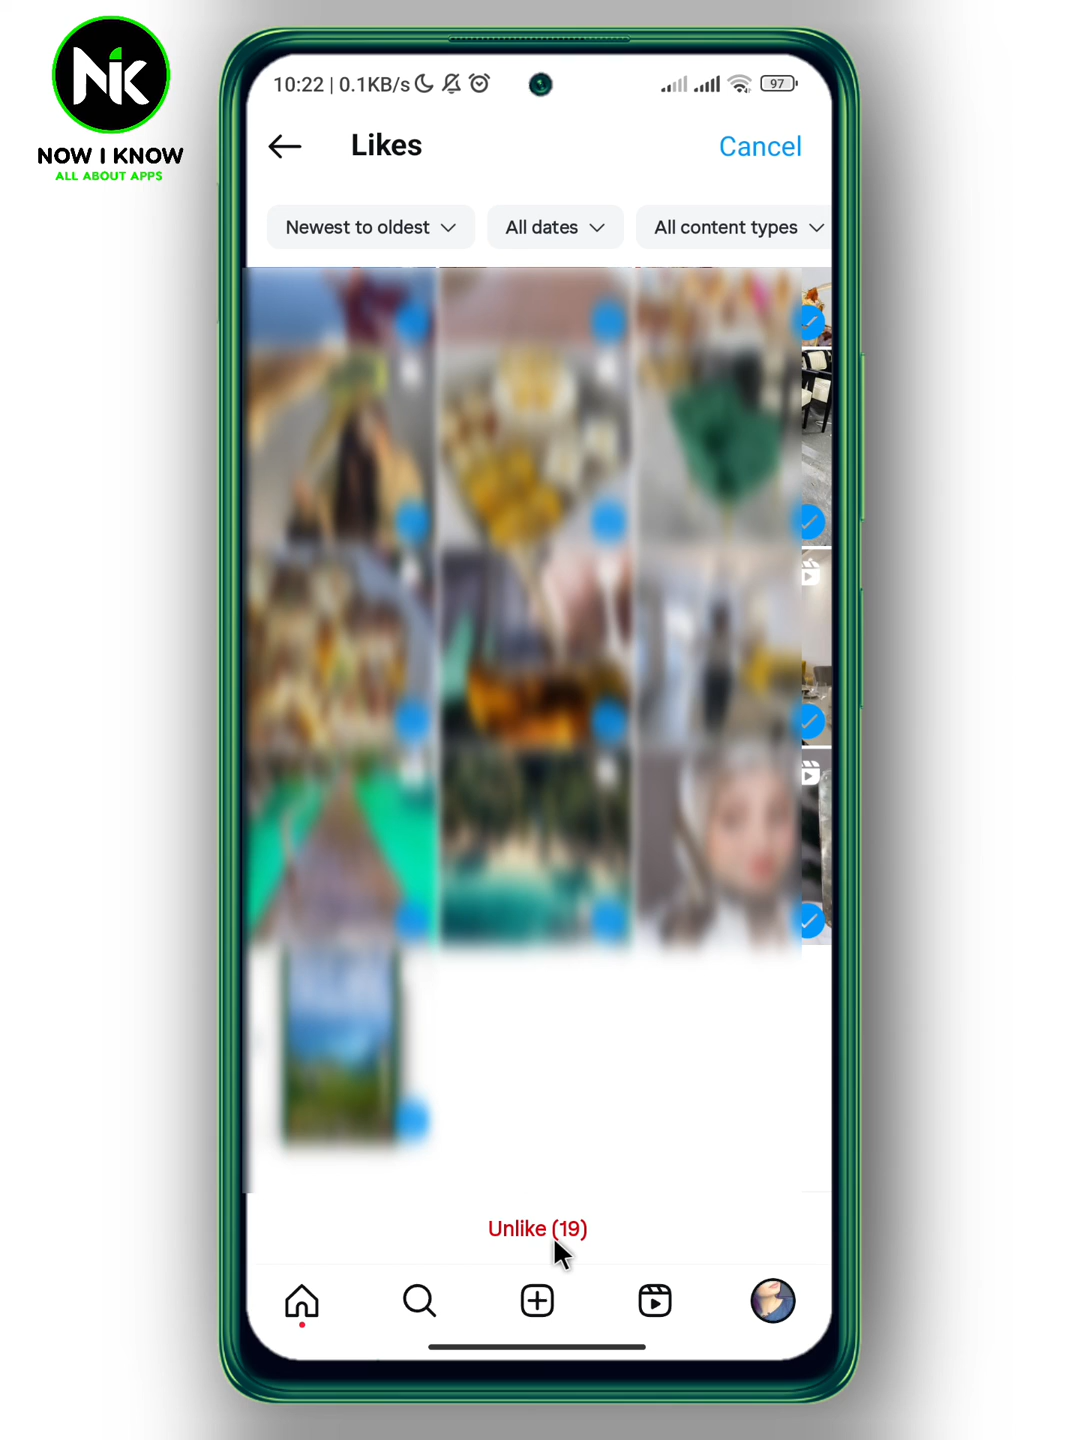 NiK
NOW I KNOW
ALL ABOUT APPS
10:22 | 0.1KB/s
97
Likes
Cancel
Newest to oldest
All dates
All content types
Unlike (19)